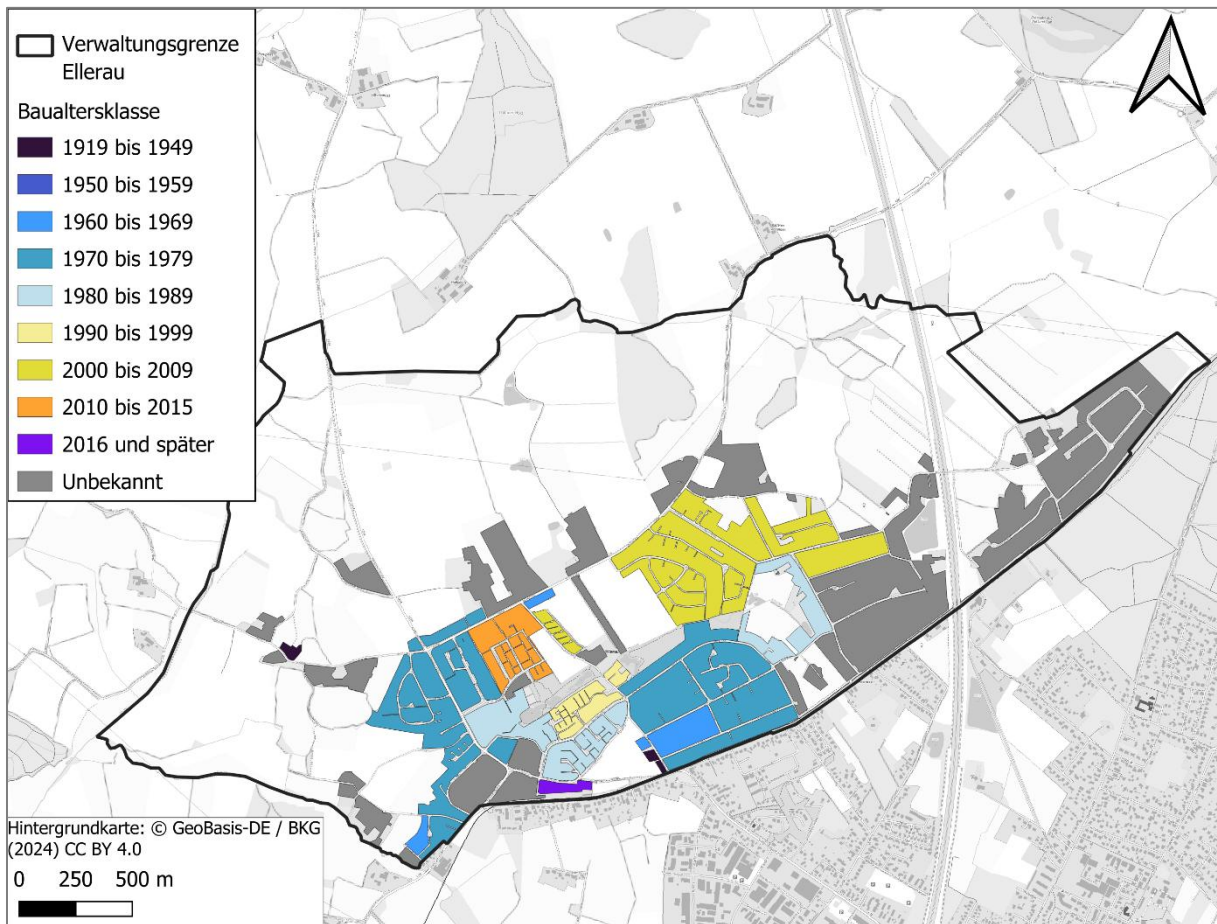 Verwaltungsgrenze
Ellerau
Baualtersklasse
1919 bis 1949
1950 bis 1959
1960 bis 1969
1970 bis 1979
1980 bis 1989
1990 bis 1999
2000 bis 2009
2010 bis 2015
2016 und später
Unbekannt
Hintergrundkarte: © GeoBasis-DE / BKG
(2024) CC BY 4.0
0 250 500 m